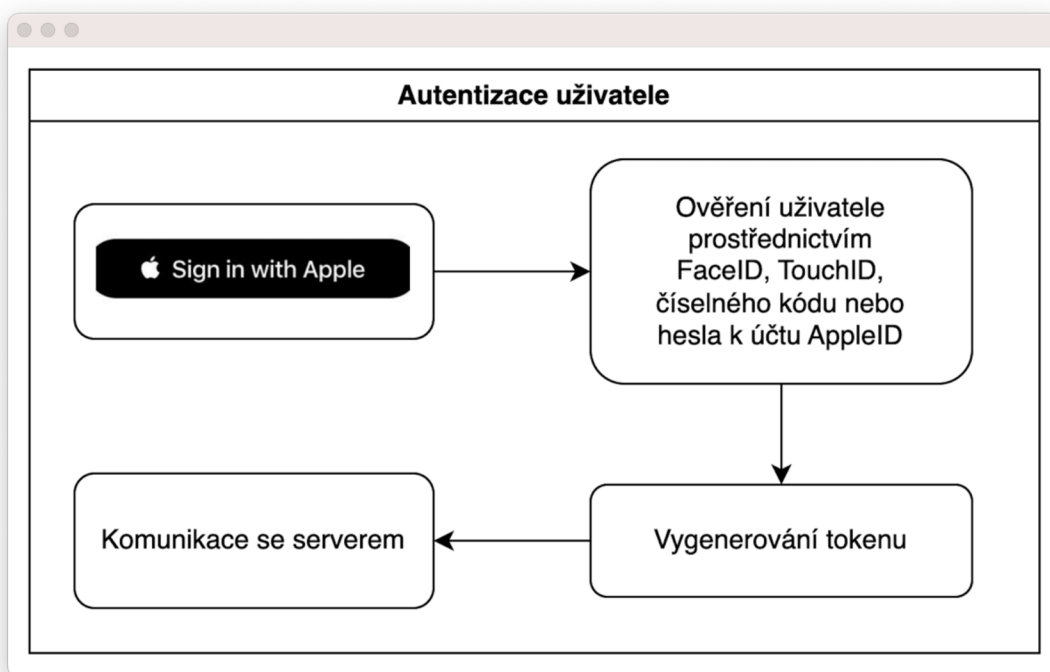 Autentizace uživatele
Sign in with Apple
Ověření uživatele
prostřednictvím
FaceID, TouchID,
číselného kódu nebo
hesla k účtu AppleID
Komunikace se serverem
Vygenerování tokenu